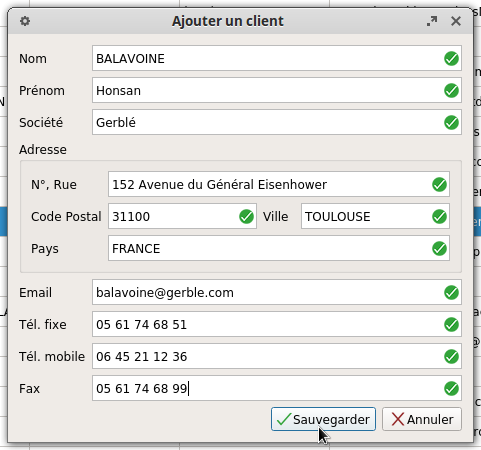 Ajouter un client
Nom BALAVOINE
Prénom Honsan
Société Gerblé
Adresse
N°, Rue 152 Avenue du Général Eisenhower
Code Postal 31100 Ville TOULOUSE
Pays FRANCE
Email balavoine@gerble.com
Tél. fixe 05 61 74 68 51
Tél. mobile 06 45 21 12 36
Fax 05 61 74 68 99
Sauvegarder Annuler